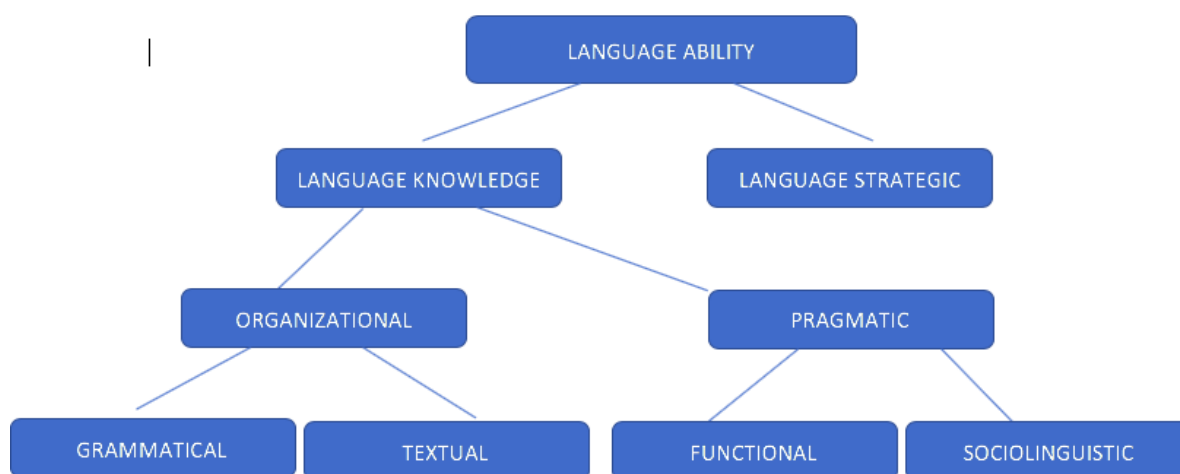 LANGUAGE ABILITY
LANGUAGE KNOWLEDGE
LANGUAGE STRATEGIC
ORGANIZATIONAL
PRAGMATIC
GRAMMATICAL
TEXTUAL
FUNCTIONAL
SOCIOLINGUISTIC